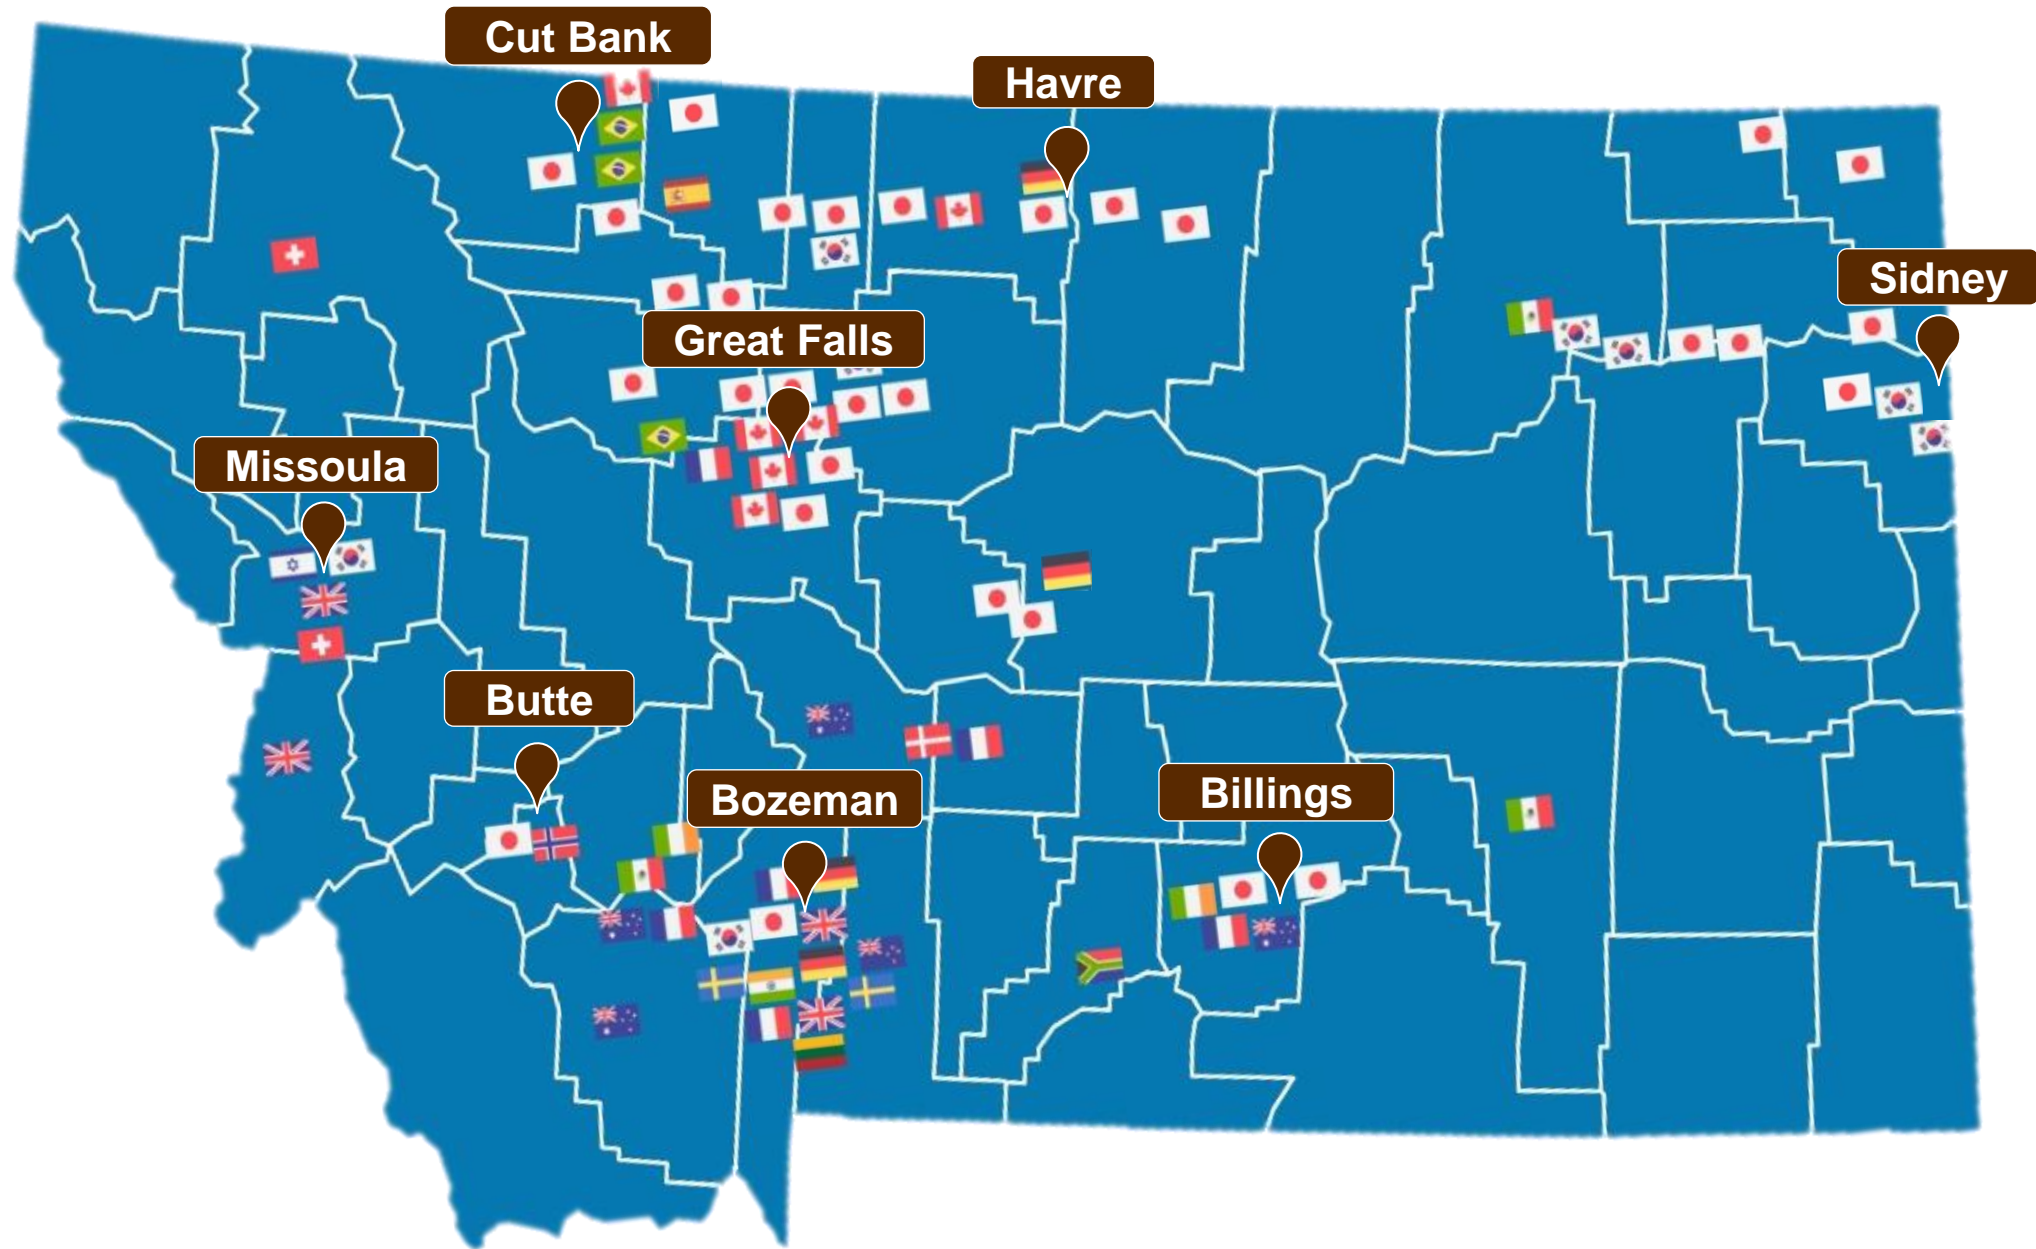 Cut Bank
Havre
Sidney
Great Falls
Missoula
Butte
Bozeman
Billings